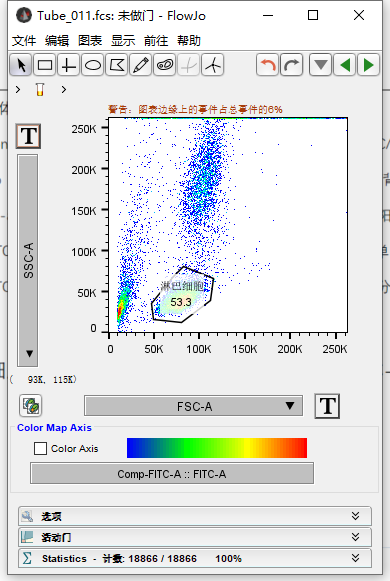 Tube_011.fcs: 未做门 - FlowJo
文件 编辑 图表 显示 前往 帮助
警告：图表边缘上的事件占总事件的6%
T
250K
200K
150K
100K
50K
0
SSC-A
淋巴细胞
53.3
0 50K 100K 150K 200K 250K
( 93K, 115K)
FSC-A
T
Color Map Axis
Color Axis
Comp-FITC-A :: FITC-A
选项
活动门
Σ Statistics - 计数: 18866 / 18866 100%